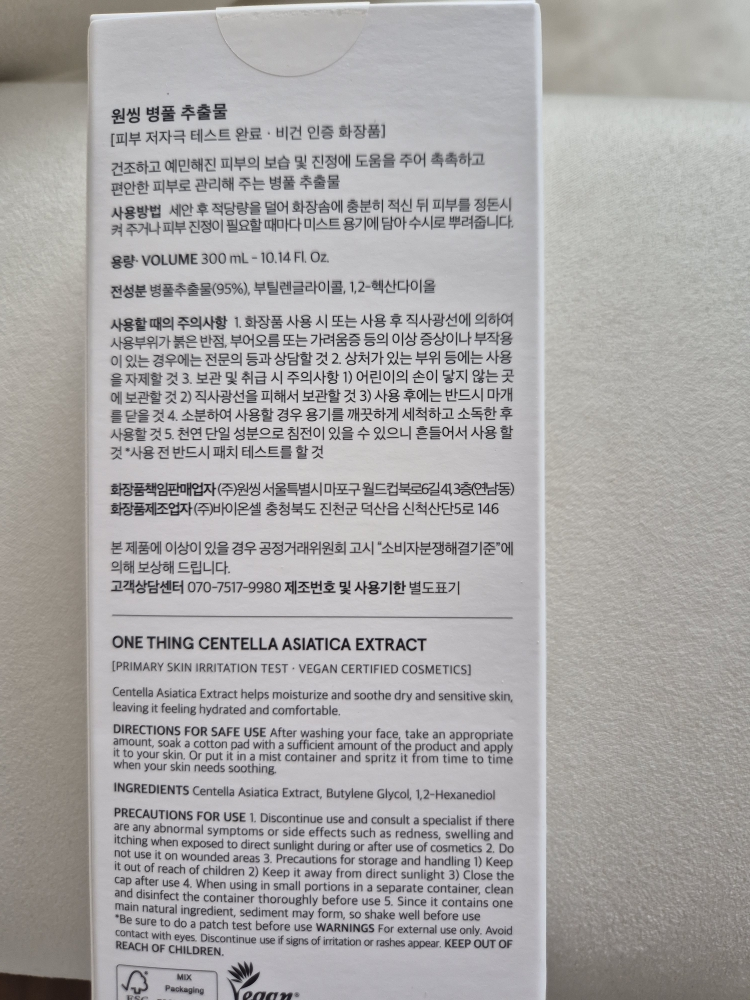 원씽 병풀 추출물
[피부 저자극 테스트 완료 · 비건 인증 화장품]
건조하고 예민해진 피부의 보습 및 진정에 도움을 주어 촉촉하고
편안한 피부로 관리해 주는 병풀 추출물
사용방법 세안 후 적당량을 덜어 화장솜에 충분히 적신 뒤 피부를 정돈시
켜 주거나 피부 진정이 필요할 때마다 미스트 용기에 담아 수시로 뿌려줍니다.
용량· VOLUME 300 mL - 10.14 Fl. Oz.
전성분 병풀추출물(95%), 부틸렌글라이콜, 1,2-헥산다이올
사용할 때의 주의사항 1. 화장품 사용 시 또는 사용 후 직사광선에 의하여
사용부위가 붉은 반점, 부어오름 또는 가려움증 등의 이상 증상이나 부작용
이 있는 경우에는 전문의 등과 상담할 것 2. 상처가 있는 부위 등에는 사용
을 자제할 것 3. 보관 및 취급 시 주의사항 1) 어린이의 손이 닿지 않는 곳
에 보관할 것 2) 직사광선을 피해서 보관할 것 3) 사용 후에는 반드시 마개
를 닫을 것 4. 소분하여 사용할 경우 용기를 깨끗하게 세척하고 소독한 후
사용할 것 5. 천연 단일 성분으로 침전이 있을 수 있으니 흔들어서 사용 할
것 *사용 전 반드시 패치 테스트를 할 것
화장품책임판매업자 (주)원씽 서울특별시 마포구 월드컵북로6길 41, 3층(연남동)
화장품제조업자 (주)바이온셀 충청북도 진천군 덕산읍 신척산단5로 146
본 제품에 이상이 있을 경우 공정거래위원회 고시 "소비자분쟁해결기준"에
의해 보상해 드립니다.
고객상담센터 070-7517-9980 제조번호 및 사용기한 별도표기
ONE THING CENTELLA ASIATICA EXTRACT
[PRIMARY SKIN IRRITATION TEST · VEGAN CERTIFIED COSMETICS]
Centella Asiatica Extract helps moisturize and soothe dry and sensitive skin,
leaving it feeling hydrated and comfortable.
DIRECTIONS FOR SAFE USE After washing your face, take an appropriate
amount, soak a cotton pad with a sufficient amount of the product and apply
it to your skin. Or put it in a mist container and spritz it from time to time
when your skin needs soothing.
INGREDIENTS Centella Asiatica Extract, Butylene Glycol, 1,2-Hexanediol
PRECAUTIONS FOR USE 1. Discontinue use and consult a specialist if there
are any abnormal symptoms or side effects such as redness, swelling and
itching when exposed to direct sunlight during or after use of cosmetics 2. Do
not use it on wounded areas 3. Precautions for storage and handling 1) Keep
it out of reach of children 2) Keep it away from direct sunlight 3) Close the
cap after use 4. When using in small portions in a separate container, clean
and disinfect the container thoroughly before use 5. Since it contains one
main natural ingredient, sediment may form, so shake well before use
*Be sure to do a patch test before use WARNINGS For external use only. Avoid
contact with eyes. Discontinue use if signs of irritation or rashes appear. KEEP OUT OF
REACH OF CHILDREN.
MIX
Packaging
FSC
Vegan